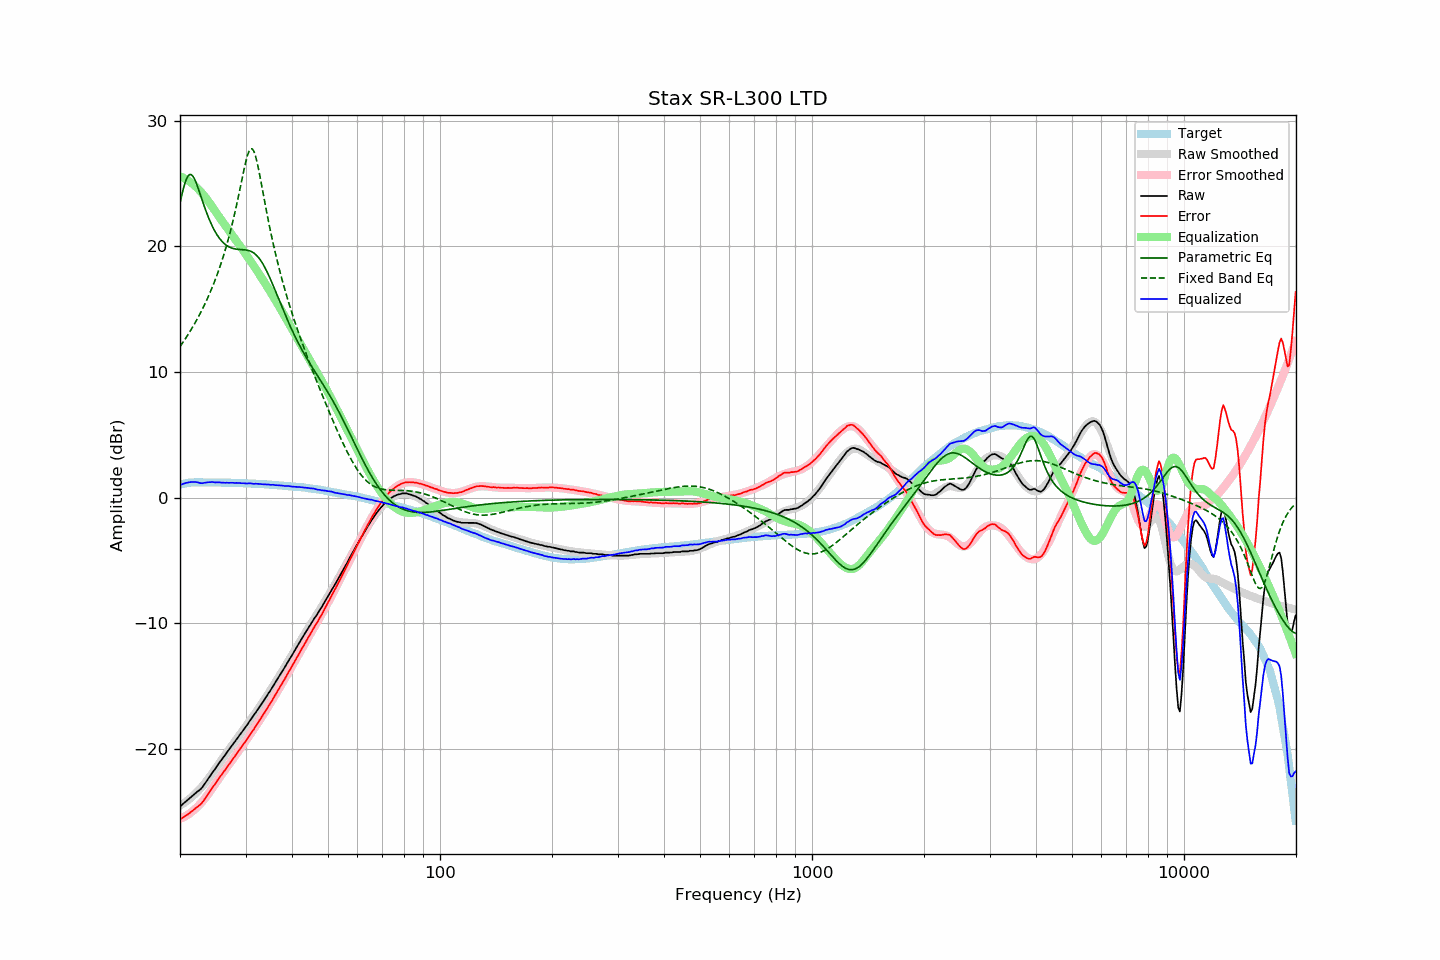 Stax SR-L300 LTD
30
20
10
0
−10
−20
Amplitude (dBr)
100
1000
10000
Frequency (Hz)
Target
Raw Smoothed
Error Smoothed
Raw
Error
Equalization
Parametric Eq
Fixed Band Eq
Equalized